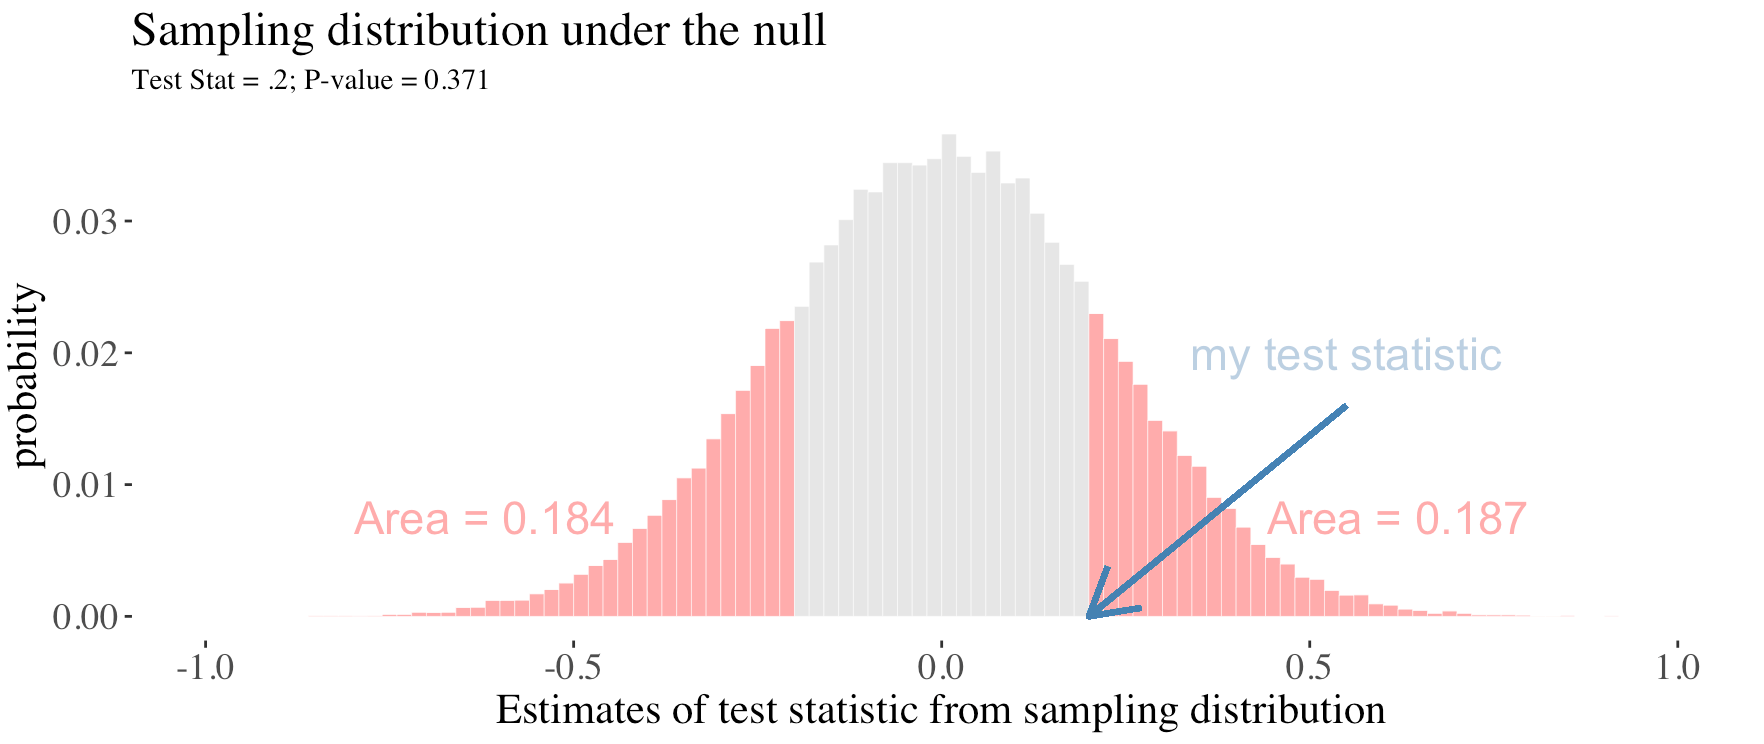 Sampling distribution under the null
Test Stat = .2; P-value = 0.371
probability
0.03
0.02
0.01
0.00
my test statistic
Area = 0.184
Area = 0.187
-1.0
-0.5
0.0
0.5
1.0
Estimates of test statistic from sampling distribution